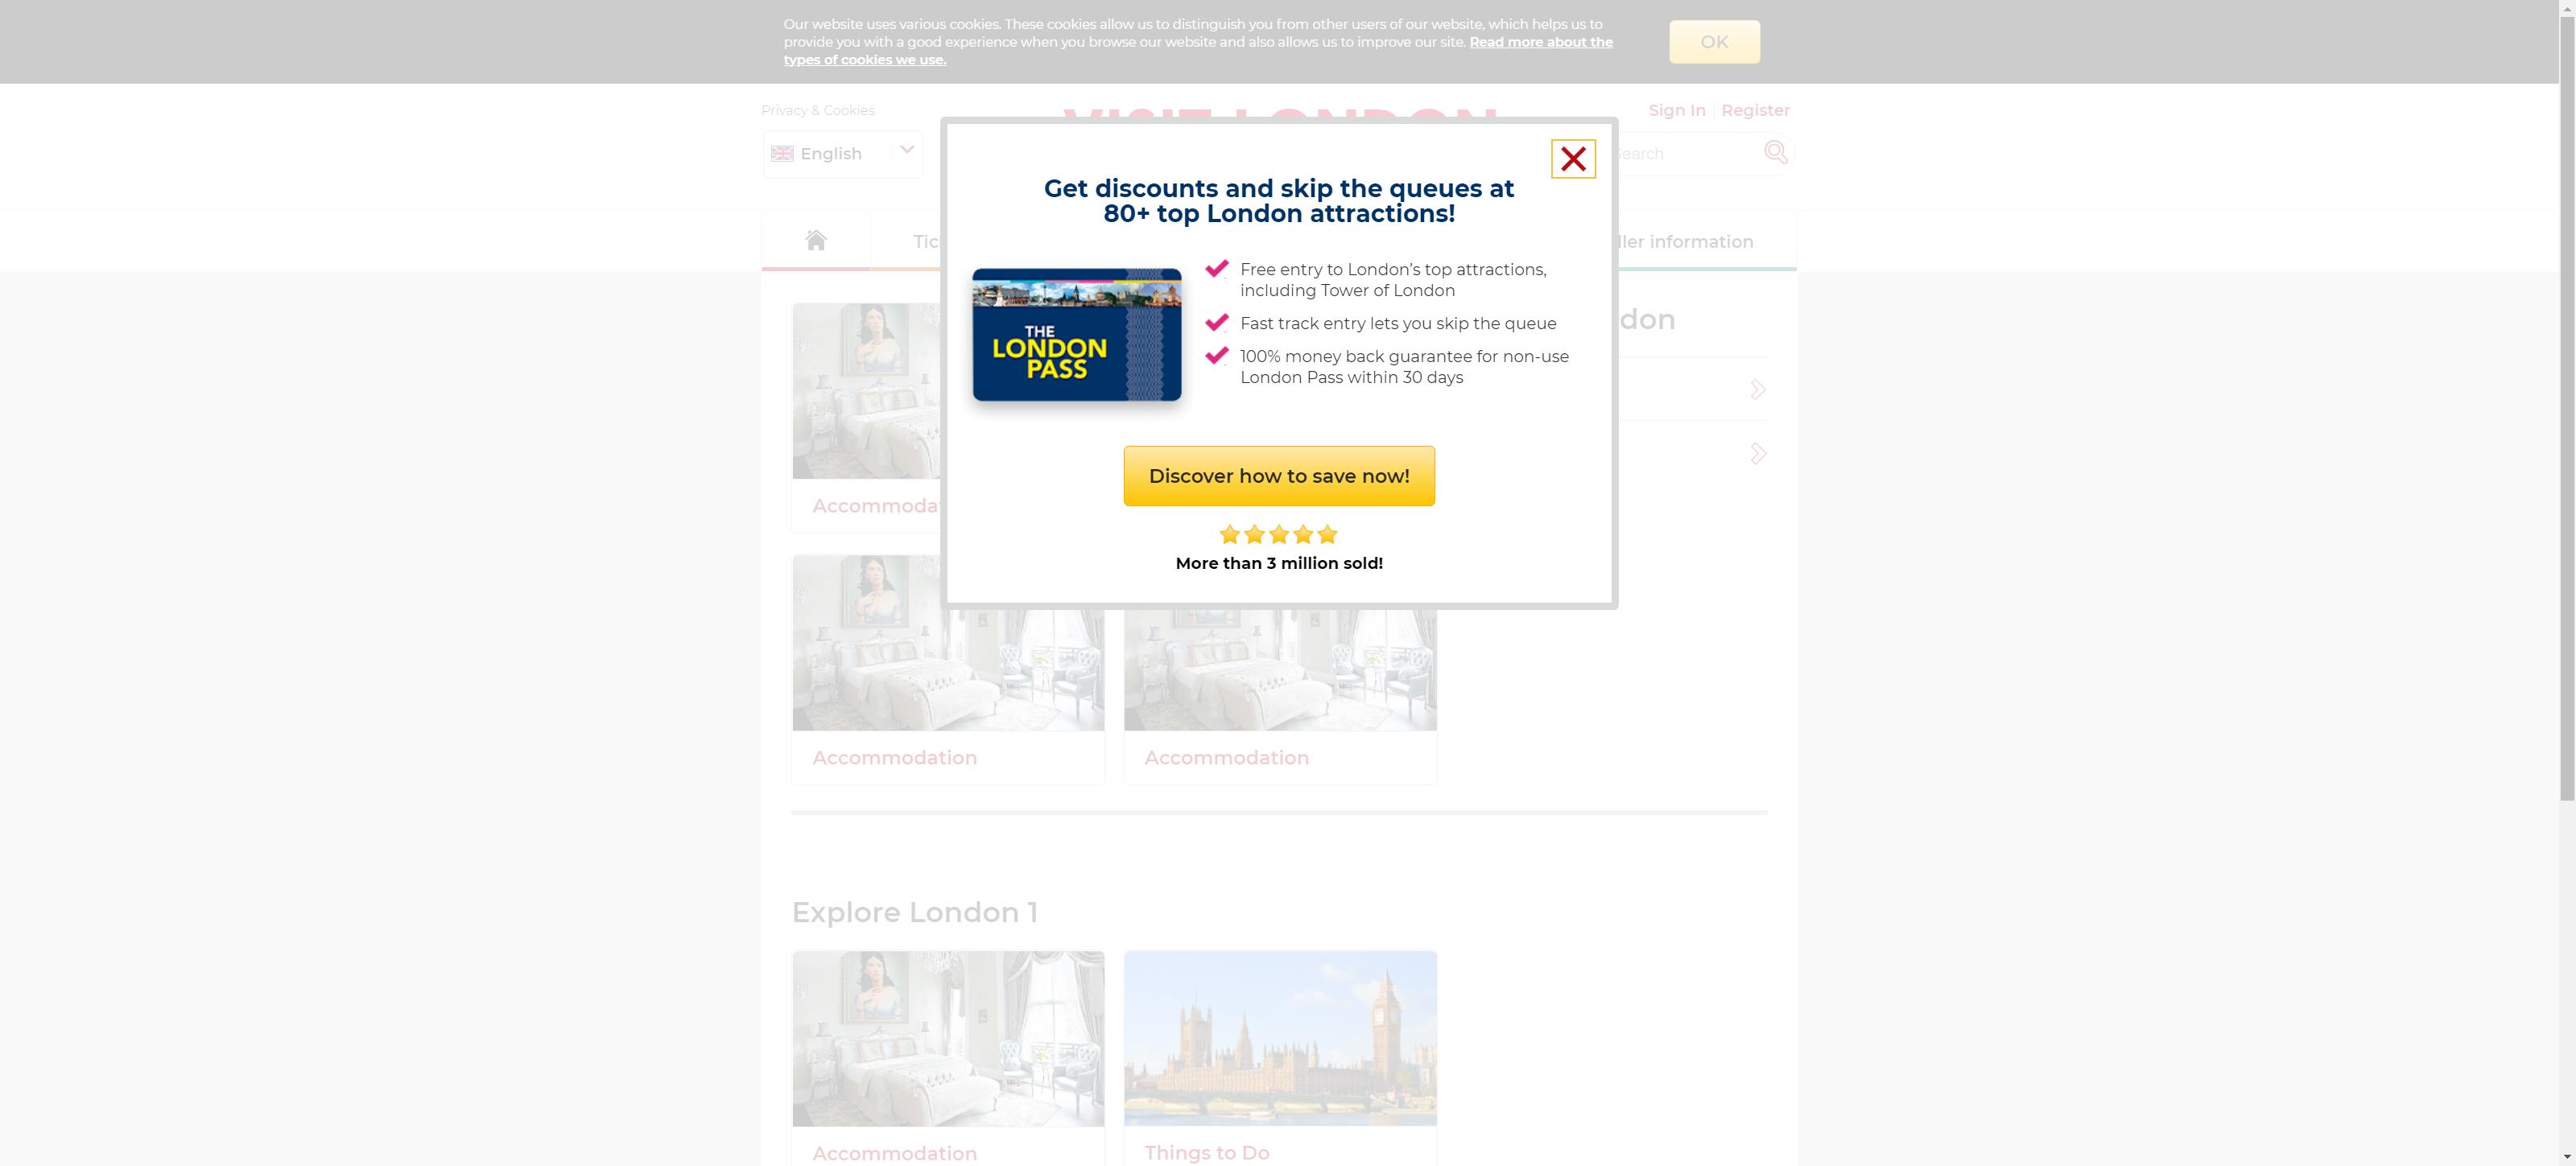 Our website uses various cookies. These cookies allow us to distinguish you from other users of our website, which helps us to
provide you with a good experience when you browse our website and also allows us to improve our site. Read more about the
types of cookies we use.
OK
Privacy & Cookies
VISIT LONDON
Sign In
Register
English
Search
Get discounts and skip the queues at
80+ top London attractions!
ller information
THE
LONDON
PASS
Free entry to London’s top attractions,
including Tower of London
Fast track entry lets you skip the queue
100% money back guarantee for non-use
London Pass within 30 days
don
Discover how to save now!
Accommodat
More than 3 million sold!
Accommodation
Accommodation
Explore London 1
Accommodation
Things to Do